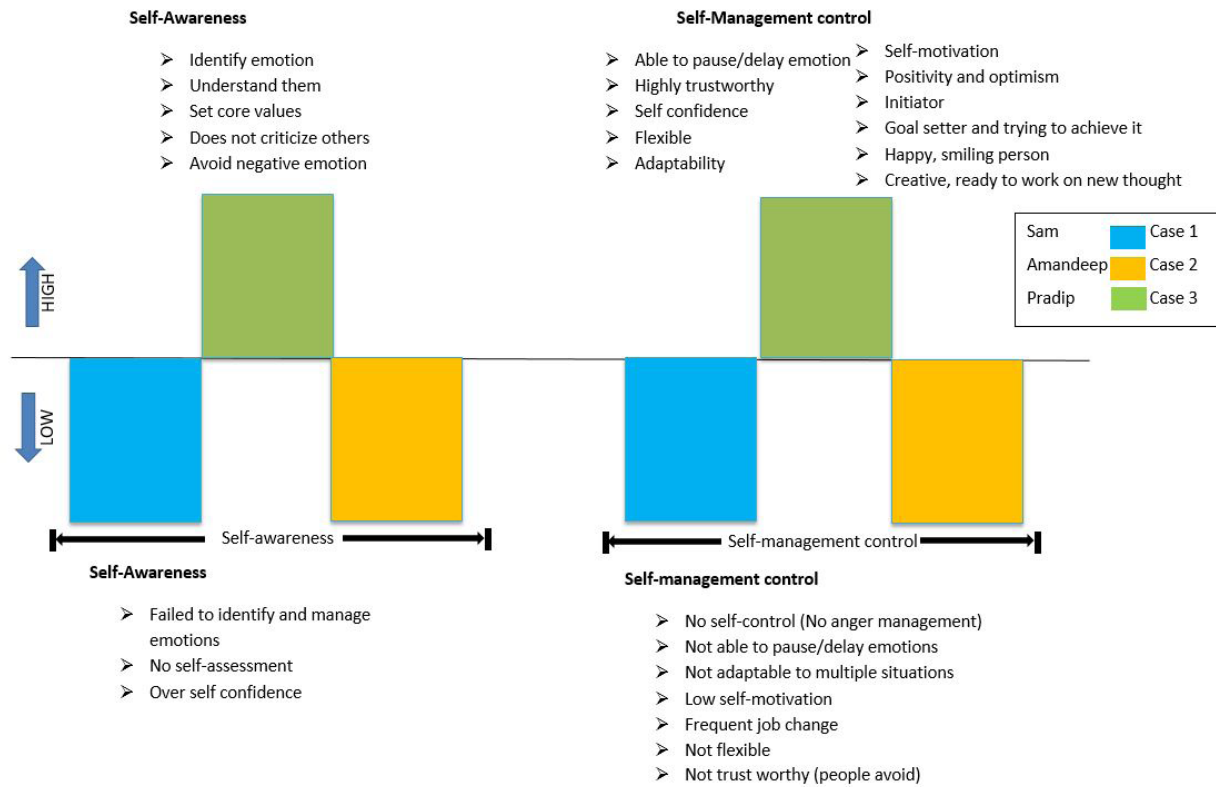 Self-Awareness
Identify emotion
Understand them
Set core values
Does not criticize others
Avoid negative emotion
Self-Management control
Able to pause/delay emotion
Highly trustworthy
Self confidence
Flexible
Adaptability
Self-motivation
Positivity and optimism
Initiator
Goal setter and trying to achieve it
Happy, smiling person
Creative, ready to work on new thought
Sam Case 1
Amandeep Case 2
Pradip Case 3
HIGH
LOW
Self-awareness
Self-management control
Self-Awareness
Failed to identify and manage
emotions
No self-assessment
Over self confidence
Self-management control
No self-control (No anger management)
Not able to pause/delay emotions
Not adaptable to multiple situations
Low self-motivation
Frequent job change
Not flexible
Not trust worthy (people avoid)